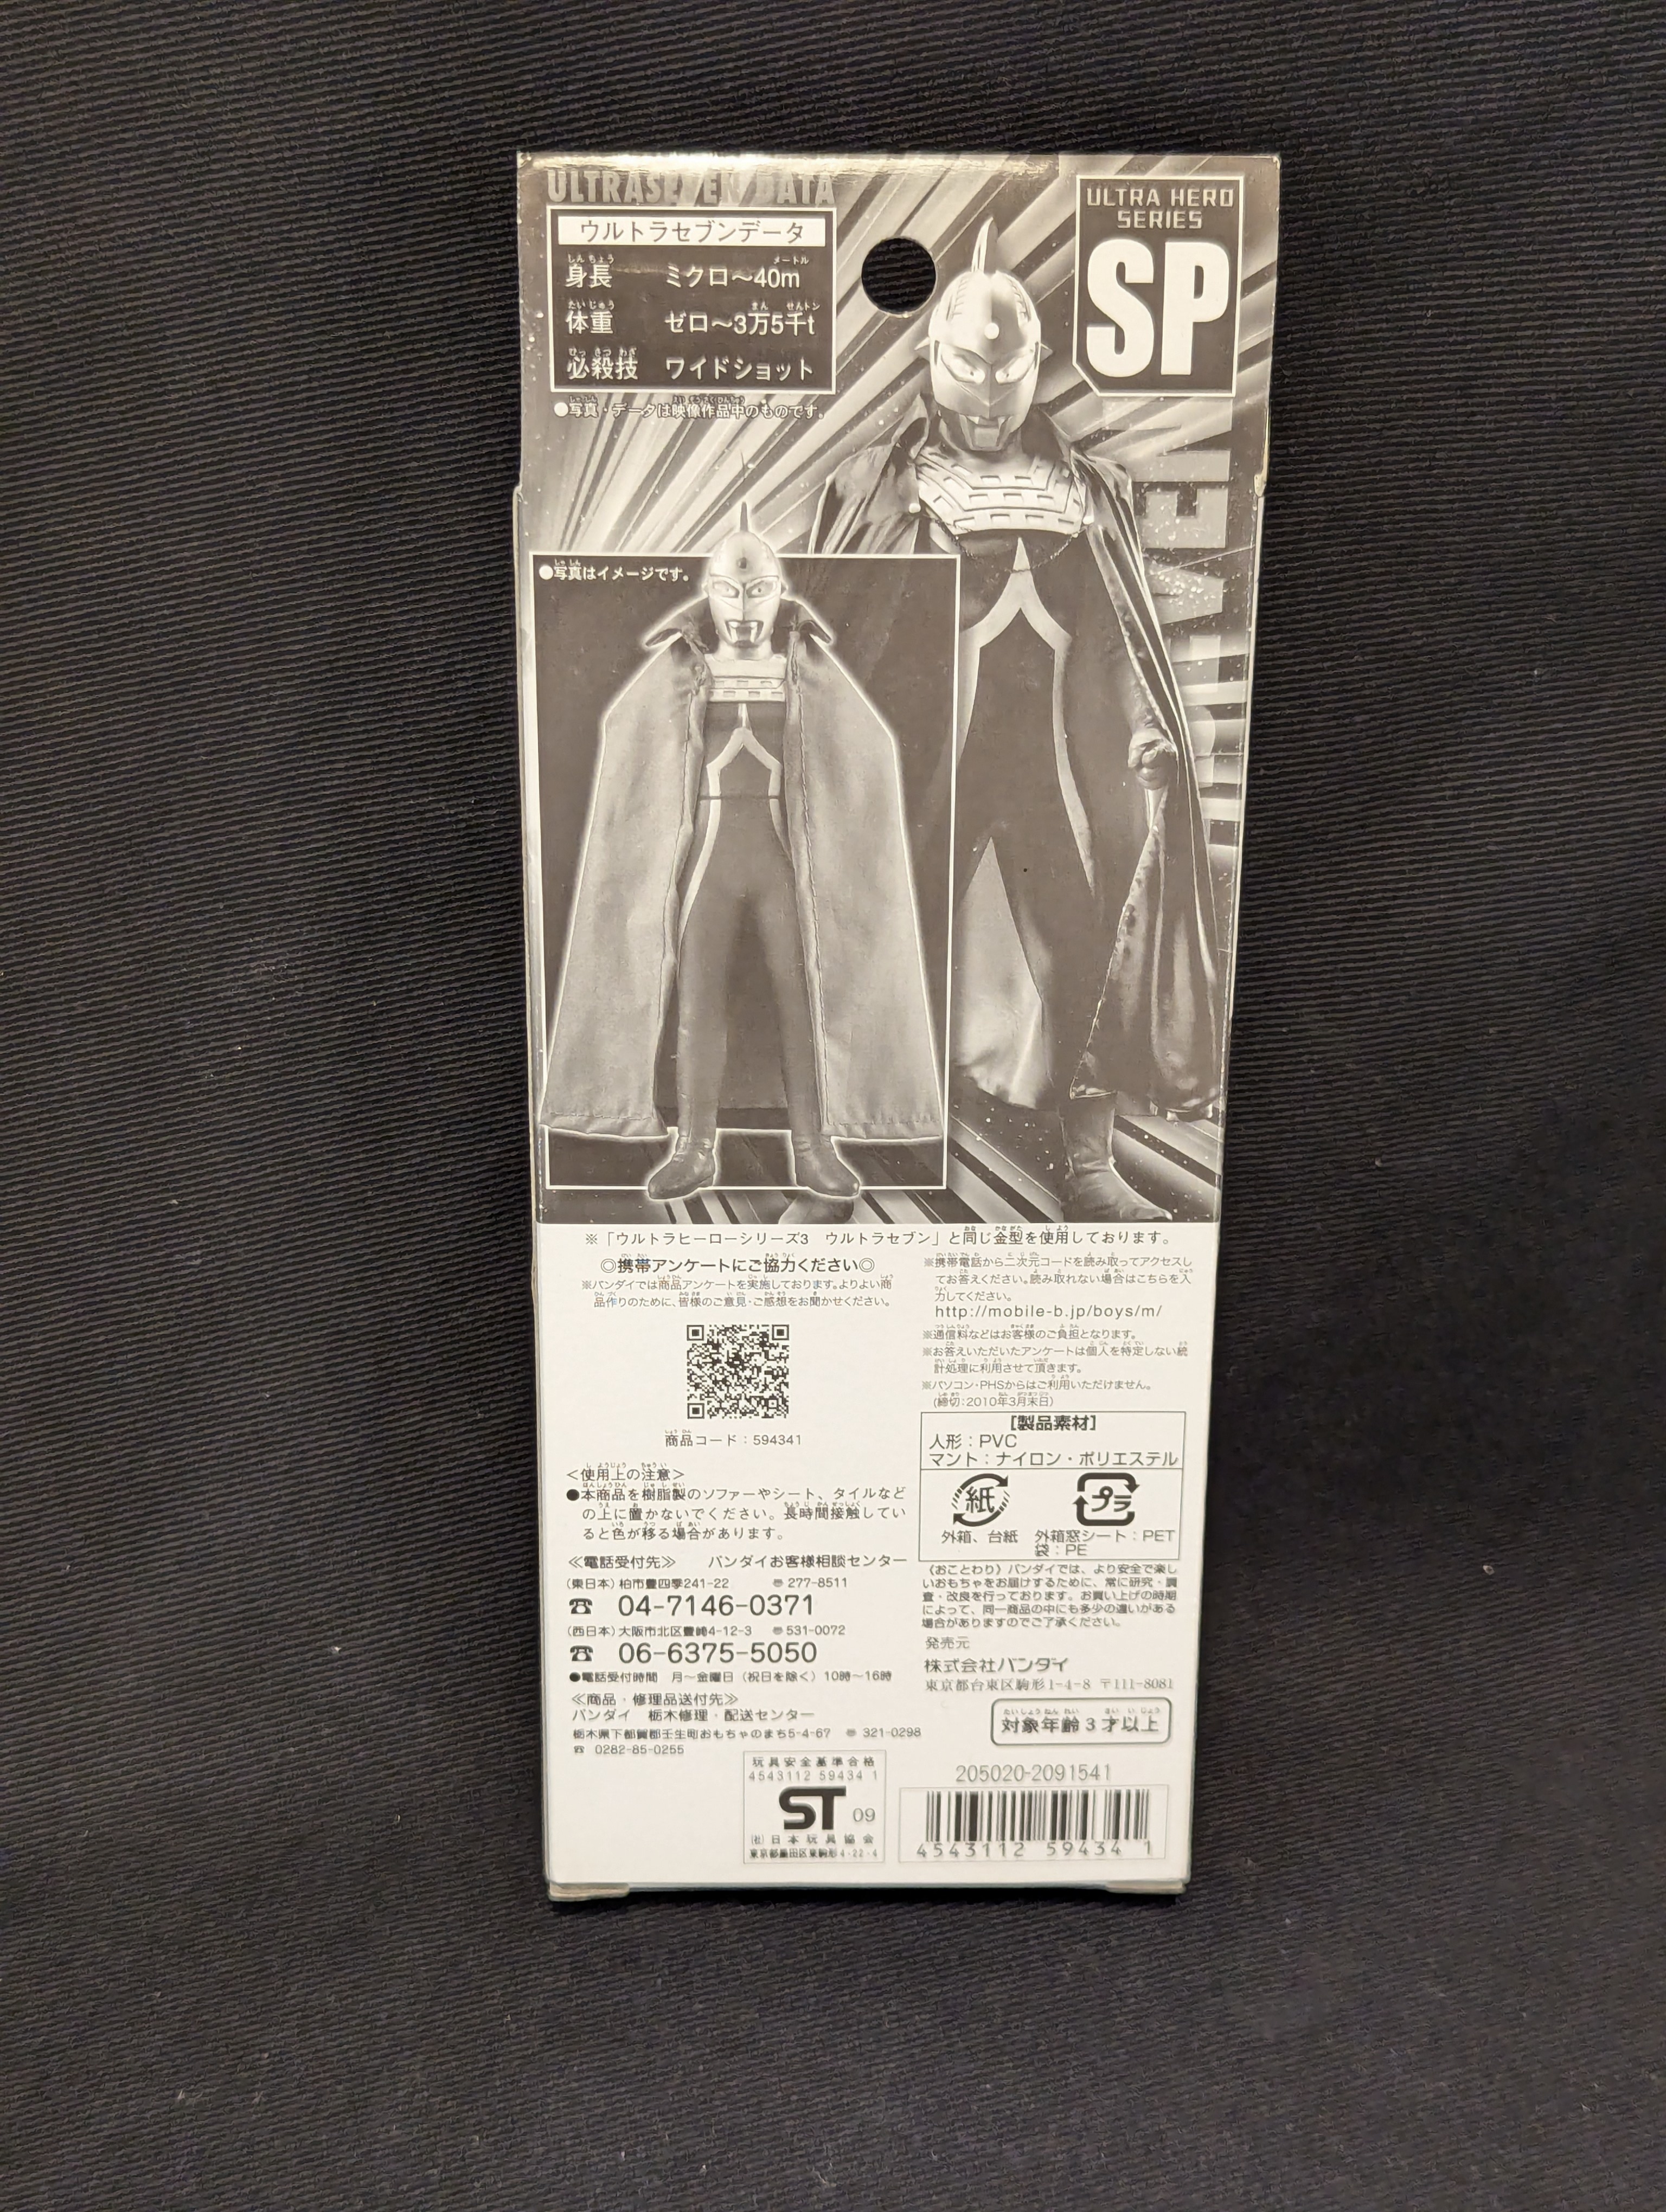 ULTRASEVEN DATA
ウルトラセブンデータ
身長 ミクロ〜40m
体重 ゼロ〜3万5千t
必殺技 ワイドショット
●写真・データは映像作品中のものです。
ULTRA HERO
SERIES
SP
●写真はイメージです。
※「ウルトラヒーローシリーズ3 ウルトラセブン」と同じ金型を使用しております。
◎携帯アンケートにご協力ください◎
※バンダイでは商品アンケートを実施しております。よりよい商
品作りのために、皆様のご意見・ご感想をお聞かせください。
商品コード：594341
※携帯電話から二次元コードを読み取ってアクセスし
てお答えください。読み取れない場合はこちらを入
力してください。
http://mobile-b.jp/boys/m/
※通信料などはお客様のご負担となります。
※お答えいただいたアンケートは個人を特定しない統
計処理に利用させて頂きます。
※パソコン・PHSからはご利用いただけません。
(締切：2010年3月末日)
[製品素材]
人形：PVC
マント：ナイロン・ポリエステル
紙
プラ
外箱、台紙
外箱窓シート：PET
袋：PE
＜使用上の注意＞
●本商品を樹脂製のソファーやシート、タイルなど
の上に置かないでください。長時間接触してい
ると色が移る場合があります。
≪電話受付先≫ バンダイお客様相談センター
(東日本) 柏市豊四季241-22 〒277-8511
☎ 04-7146-0371
(西日本) 大阪市北区豊崎4-12-3 〒531-0072
☎ 06-6375-5050
●電話受付時間 月〜金曜日（祝日を除く）10時〜16時
≪商品・修理品送付先≫
バンダイ 栃木修理・配送センター
栃木県下都賀郡壬生町おもちゃのまち5-4-67 〒321-0298
☎ 0282-85-0255
(おことわり) バンダイでは、より安全で楽し
いおもちゃをお届けするために、常に研究・調
査・改良を行っております。お買い上げの時期
によって、同一商品の中にも多少の違いがある
場合がありますのでご了承ください。
発売元
株式会社バンダイ
東京都台東区駒形1-4-8 〒111-8081
対象年齢3才以上
玩具安全基準合格
4543112 59434 1
ST 09
(社)日本玩具協会
東京都墨田区東駒形4-22-4
205020-2091541
4543112 59434 1